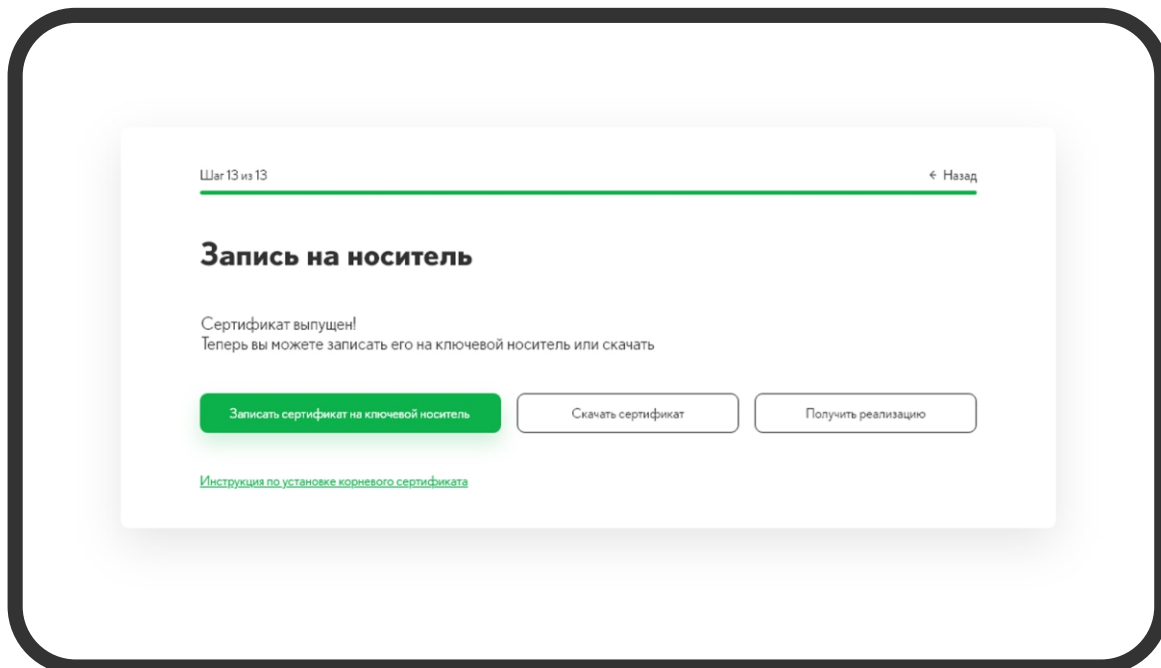 Шаг 13 из 13
← Назад
Запись на носитель
Сертификат выпущен!
Теперь вы можете записать его на ключевой носитель или скачать
Записать сертификат на ключевой носитель
Скачать сертификат
Получить реализацию
Инструкция по установке корневого сертификата